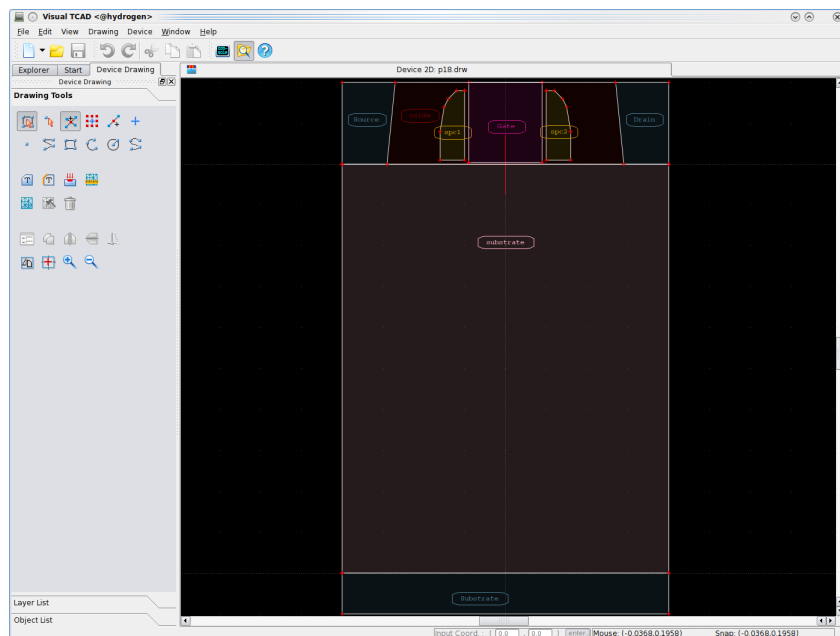 Visual TCAD <@hydrogen>
File Edit View Drawing Device Window Help
Explorer Start Device Drawing
Device 2D: p18.drw
Device Drawing
Drawing Tools
Source
oxide
spc1
Gate
spc2
Drain
substrate
Substrate
Layer List
Object List
Input Coord. : ( 0.0 , 0.0 ) enter Mouse: (-0.0368,0.1958) Snap: (-0.0368,0.1958)